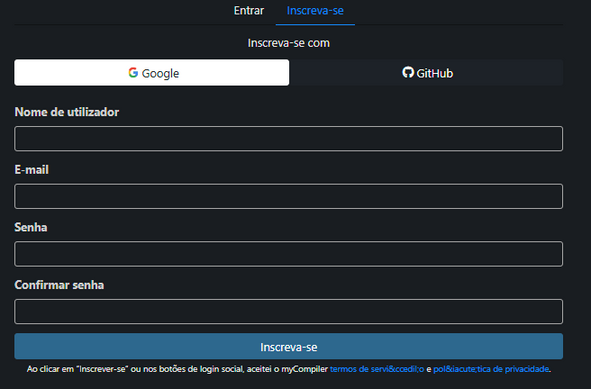 Entrar Inscreva-se
Inscreva-se com
Google GitHub
Nome de utilizador
E-mail
Senha
Confirmar senha
Inscreva-se
Ao clicar em "Inscrever-se" ou nos botões de login social, aceitei o myCompiler termos de servi&ccedil;o e pol&iacute;tica de privacidade.